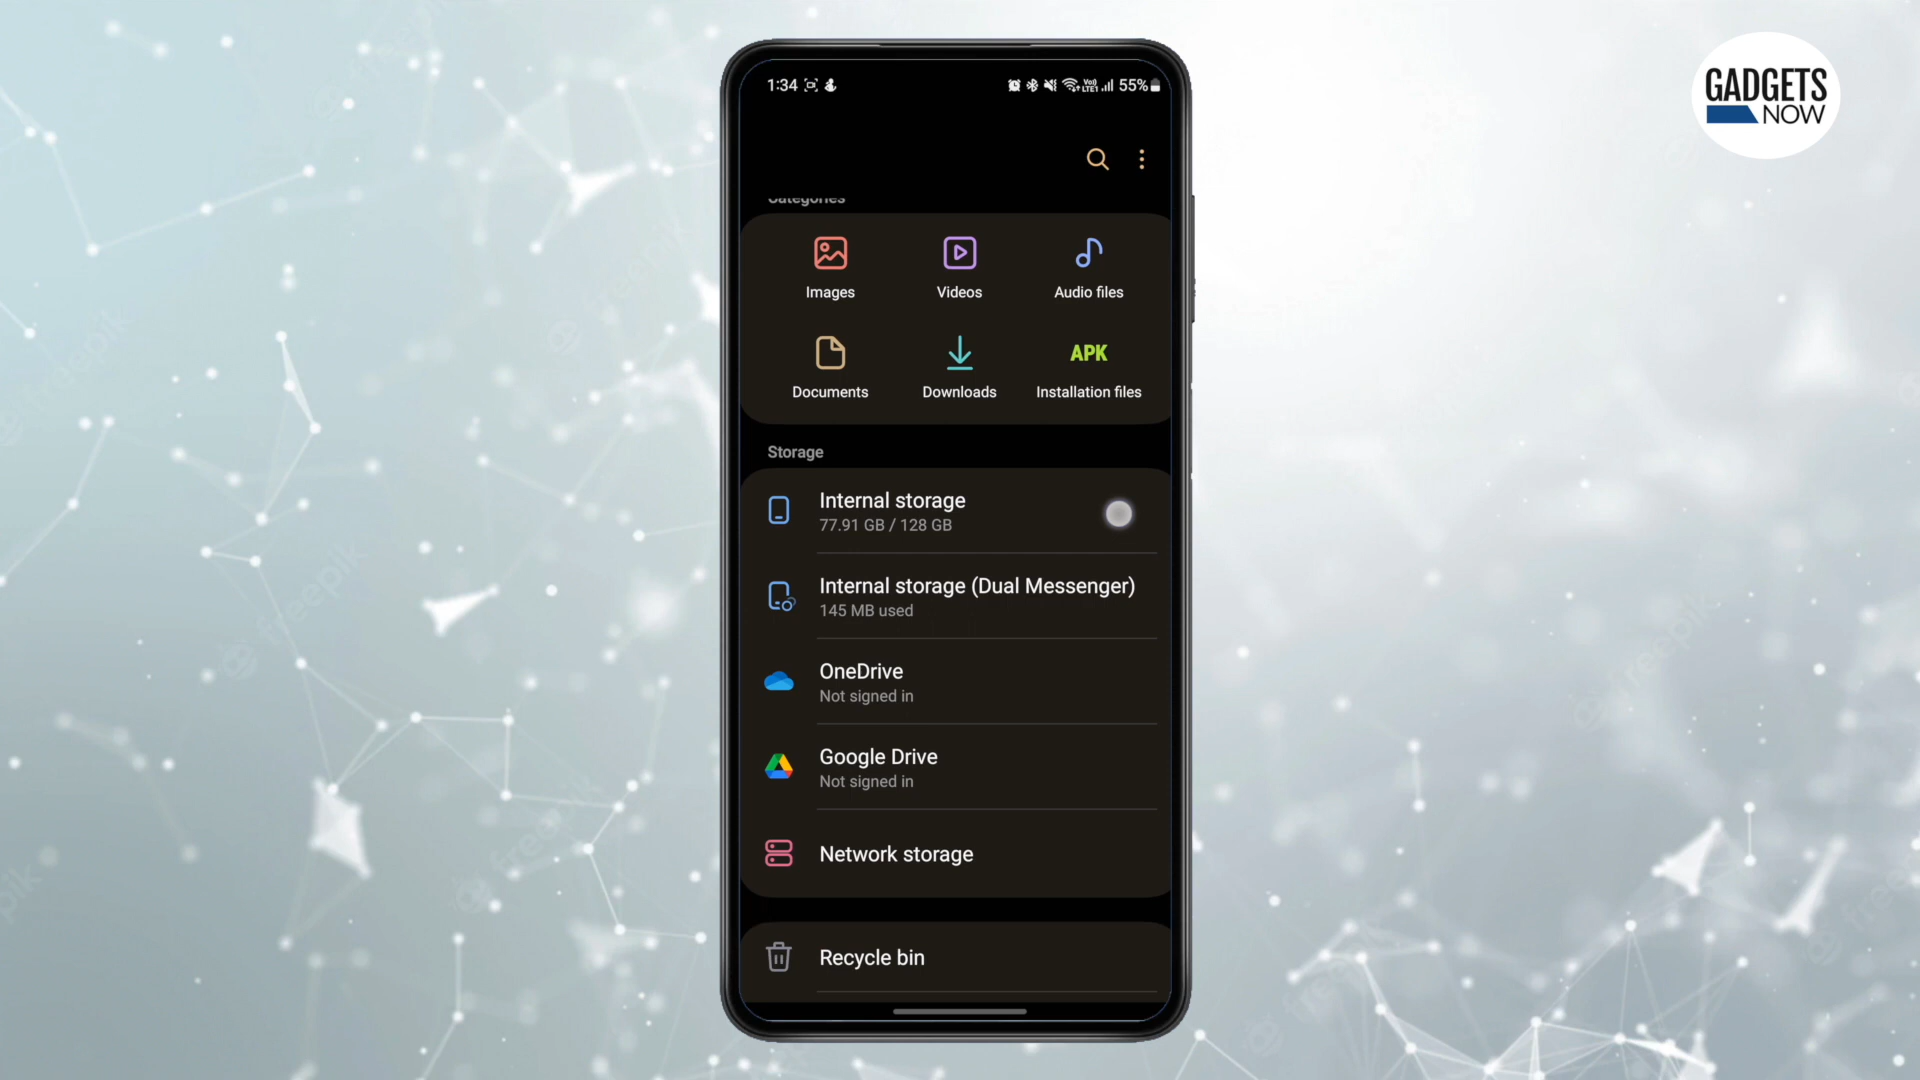 1:34
55%
GADGETS
NOW
Categories
Images
Videos
Audio files
APK
Documents
Downloads
Installation files
Storage
Internal storage
77.91 GB / 128 GB
Internal storage (Dual Messenger)
145 MB used
OneDrive
Not signed in
Google Drive
Not signed in
Network storage
Recycle bin